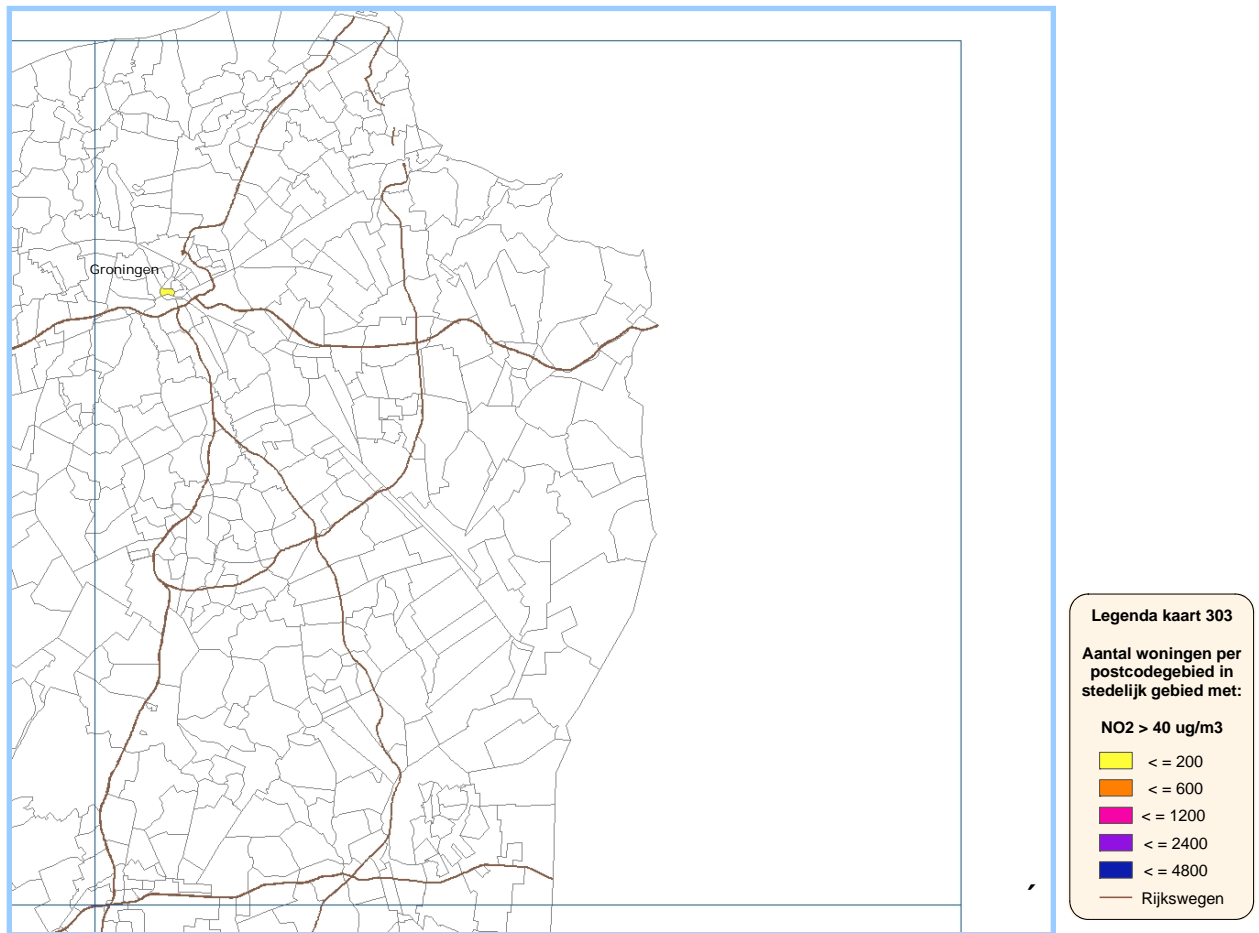 Groningen
Legenda kaart 303
Aantal woningen per
postcodegebied in
stedelijk gebied met:
NO2 > 40 ug/m3
< = 200
< = 600
< = 1200
< = 2400
< = 4800
Rijkswegen